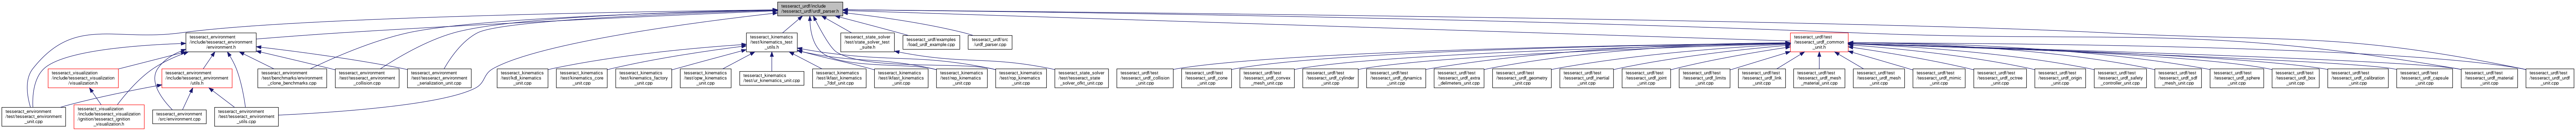 tesseract_urdf/include
/tesseract_urdf/urdf_parser.h
tesseract_environment
/include/tesseract_environment
/environment.h
tesseract_kinematics
/test/kinematics_test
_utils.h
tesseract_state_solver
/test/state_solver_test
_suite.h
tesseract_urdf/examples
/load_urdf_example.cpp
tesseract_urdf/src
/urdf_parser.cpp
tesseract_urdf/test
/tesseract_urdf_common
_unit.h
tesseract_visualization
/include/tesseract_visualization
/visualization.h
tesseract_environment
/include/tesseract_environment
/utils.h
tesseract_environment
/test/benchmarks/environment
_clone_benchmarks.cpp
tesseract_environment
/test/tesseract_environment
_collision.cpp
tesseract_environment
/test/tesseract_environment
_serialization_unit.cpp
tesseract_kinematics
/test/kdl_kinematics
_unit.cpp
tesseract_kinematics
/test/kinematics_core
_unit.cpp
tesseract_kinematics
/test/kinematics_factory
_unit.cpp
tesseract_kinematics
/test/opw_kinematics
_unit.cpp
tesseract_kinematics
/test/ur_kinematics_unit.cpp
tesseract_kinematics
/test/ikfast_kinematics
_7dof_unit.cpp
tesseract_kinematics
/test/ikfast_kinematics
_unit.cpp
tesseract_kinematics
/test/rep_kinematics
_unit.cpp
tesseract_kinematics
/test/rop_kinematics
_unit.cpp
tesseract_state_solver
/test/tesseract_state
_solver_ofkt_unit.cpp
tesseract_urdf/test
/tesseract_urdf_collision
_unit.cpp
tesseract_urdf/test
/tesseract_urdf_cone
_unit.cpp
tesseract_urdf/test
/tesseract_urdf_convex
_mesh_unit.cpp
tesseract_urdf/test
/tesseract_urdf_cylinder
_unit.cpp
tesseract_urdf/test
/tesseract_urdf_dynamics
_unit.cpp
tesseract_urdf/test
/tesseract_urdf_extra
_delimeters_unit.cpp
tesseract_urdf/test
/tesseract_urdf_geometry
_unit.cpp
tesseract_urdf/test
/tesseract_urdf_inertial
_unit.cpp
tesseract_urdf/test
/tesseract_urdf_joint
_unit.cpp
tesseract_urdf/test
/tesseract_urdf_limits
_unit.cpp
tesseract_urdf/test
/tesseract_urdf_link
_unit.cpp
tesseract_urdf/test
/tesseract_urdf_mesh
_material_unit.cpp
tesseract_urdf/test
/tesseract_urdf_mesh
_unit.cpp
tesseract_urdf/test
/tesseract_urdf_mimic
_unit.cpp
tesseract_urdf/test
/tesseract_urdf_octree
_unit.cpp
tesseract_urdf/test
/tesseract_urdf_origin
_unit.cpp
tesseract_urdf/test
/tesseract_urdf_safety
_controller_unit.cpp
tesseract_urdf/test
/tesseract_urdf_sdf
_mesh_unit.cpp
tesseract_urdf/test
/tesseract_urdf_sphere
_unit.cpp
tesseract_urdf/test
/tesseract_urdf_box
_unit.cpp
tesseract_urdf/test
/tesseract_urdf_calibration
_unit.cpp
tesseract_urdf/test
/tesseract_urdf_capsule
_unit.cpp
tesseract_urdf/test
/tesseract_urdf_material
_unit.cpp
tesseract_urdf/test
/tesseract_urdf_urdf
_unit.cpp
tesseract_environment
/test/tesseract_environment
_unit.cpp
tesseract_visualization
/include/tesseract_visualization
/ignition/tesseract_ignition
_visualization.h
tesseract_environment
/src/environment.cpp
tesseract_environment
/test/tesseract_environment
_utils.cpp